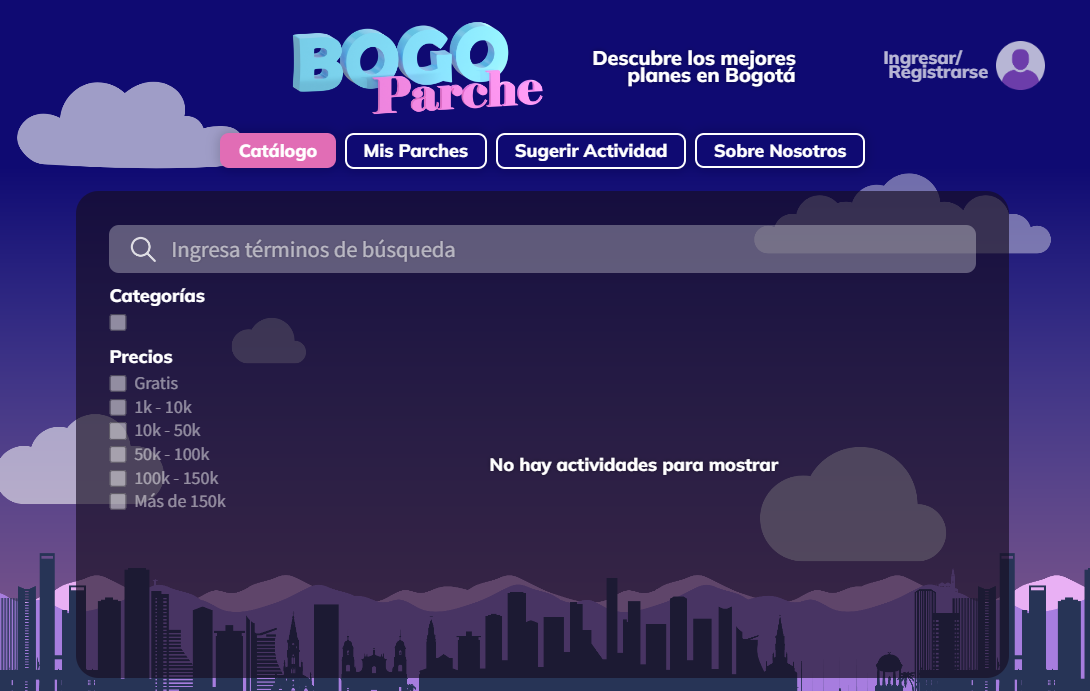 BOGO
Parche
Descubre los mejores
planes en Bogotá
Ingresar/
Registrarse
Catálogo
Mis Parches
Sugerir Actividad
Sobre Nosotros
Ingresa términos de búsqueda
Categorías
Precios
Gratis
1k - 10k
10k - 50k
50k - 100k
100k - 150k
Más de 150k
No hay actividades para mostrar